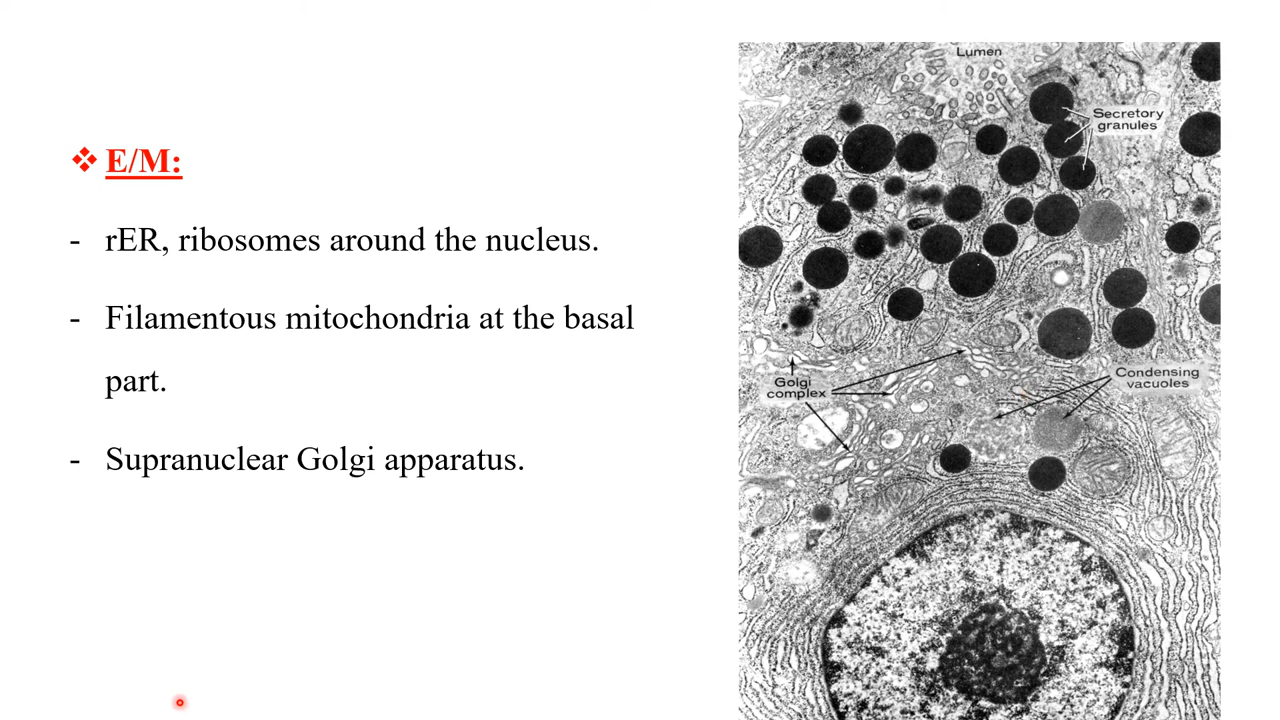 ❖ E/M:
- rER, ribosomes around the nucleus.
- Filamentous mitochondria at the basal
part.
- Supranuclear Golgi apparatus.
Lumen
Secretory
granules
Golgi
complex
Condensing
vacuoles